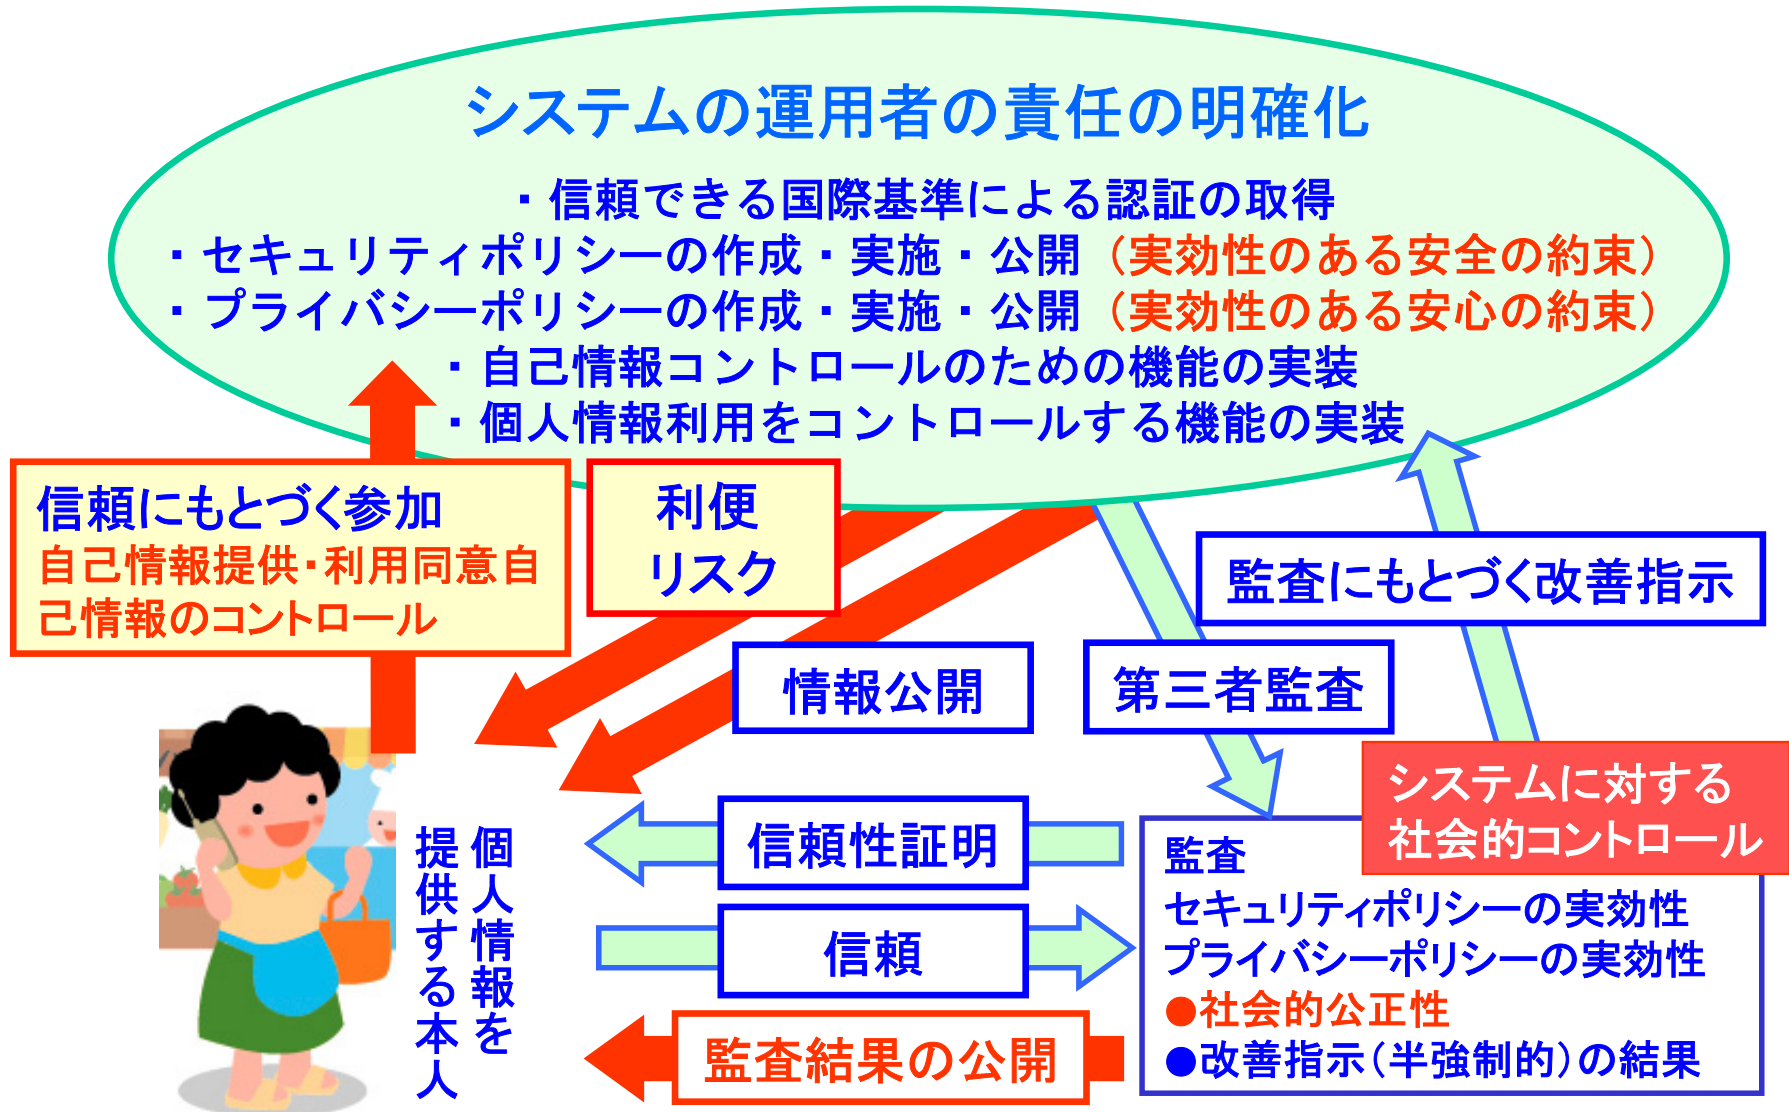 システムの運用者の責任の明確化
・信頼できる国際基準による認証の取得
・セキュリティポリシーの作成・実施・公開（実効性のある安全の約束）
・プライバシーポリシーの作成・実施・公開（実効性のある安心の約束）
・自己情報コントロールのための機能の実装
・個人情報利用をコントロールする機能の実装
信頼にもとづく参加
自己情報提供・利用同意自
己情報のコントロール
利便
リスク
監査にもとづく改善指示
情報公開
第三者監査
システムに対する
社会的コントロール
個人情報を
提供する本人
信頼性証明
信頼
監査結果の公開
監査
セキュリティポリシーの実効性
プライバシーポリシーの実効性
●社会的公正性
●改善指示（半強制的）の結果